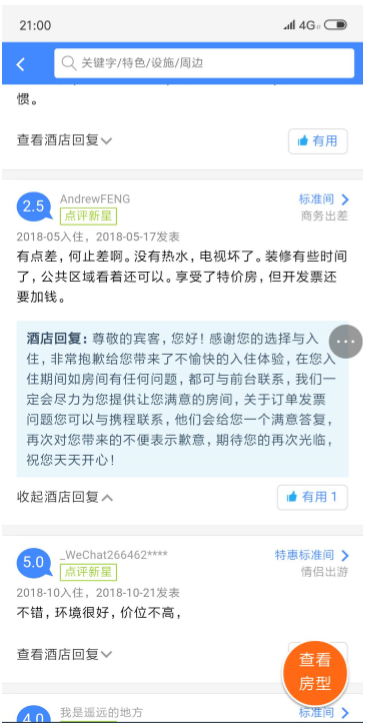 21:00 4G
关键字/特色/设施/周边
惯。
查看酒店回复 有用
2.5 AndrewFENG 标准间
点评新星 商务出差
2018-05入住，2018-05-17发表
有点差，何止差啊。没有热水，电视坏了。装修有些时间
了，公共区域看着还可以。享受了特价房，但开发票还
要加钱。
酒店回复：尊敬的宾客，您好！感谢您的选择与入
住，非常抱歉给您带来了不愉快的入住体验，在您入
住期间如房间有任何问题，都可与前台联系，我们一
定会尽力为您提供让您满意的房间，关于订单发票
问题您可以与携程联系，他们会给您一个满意答复，
再次对您带来的不便表示歉意，期待您的再次光临，
祝您天天开心！
收起酒店回复 有用 1
5.0 _WeChat266462**** 特惠标准间
点评新星 情侣出游
2018-10入住，2018-10-21发表
不错，环境很好，价位不高，
查看酒店回复
查看
房型
4.0 我是遥远的地方 标准间